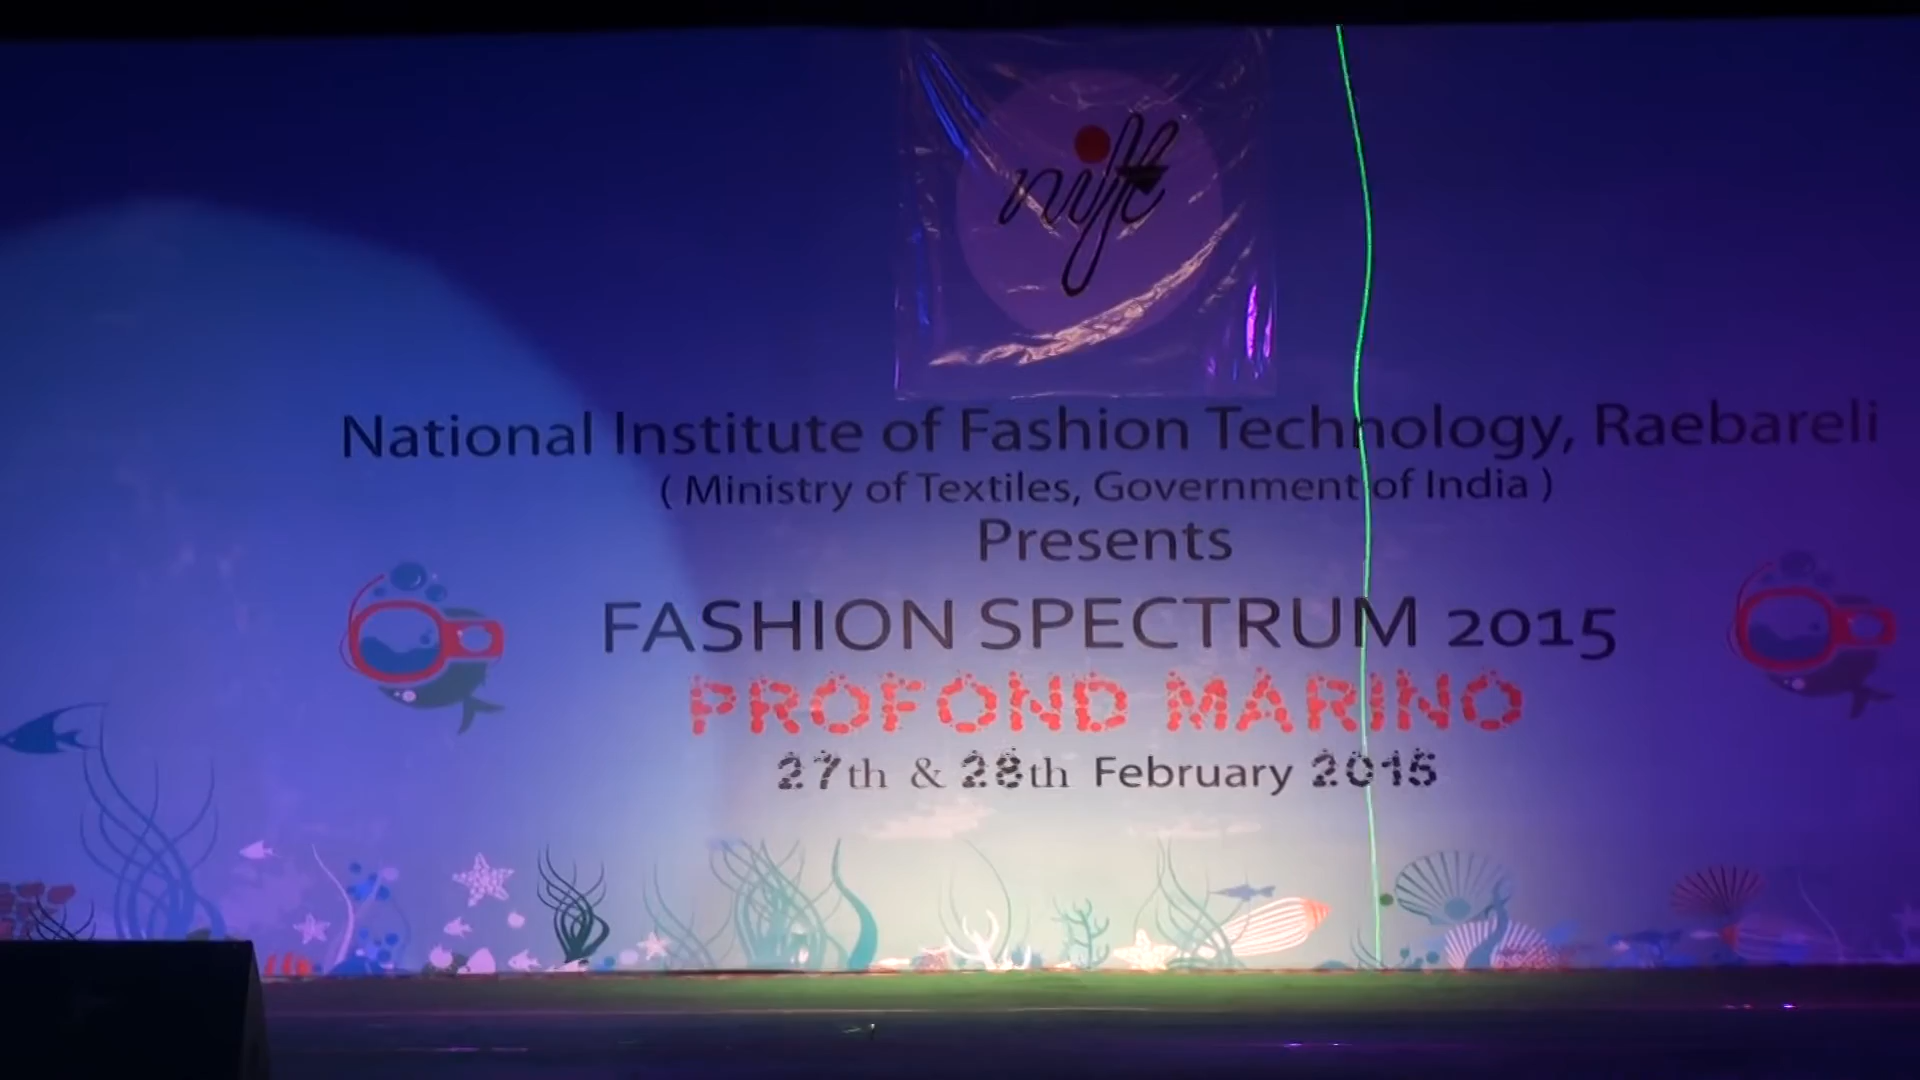 nift
National Institute of Fashion Technology, Raebareli
( Ministry of Textiles, Government of India )
Presents
FASHION SPECTRUM 2015
PROFOND MARINO
27th & 28th February 2015